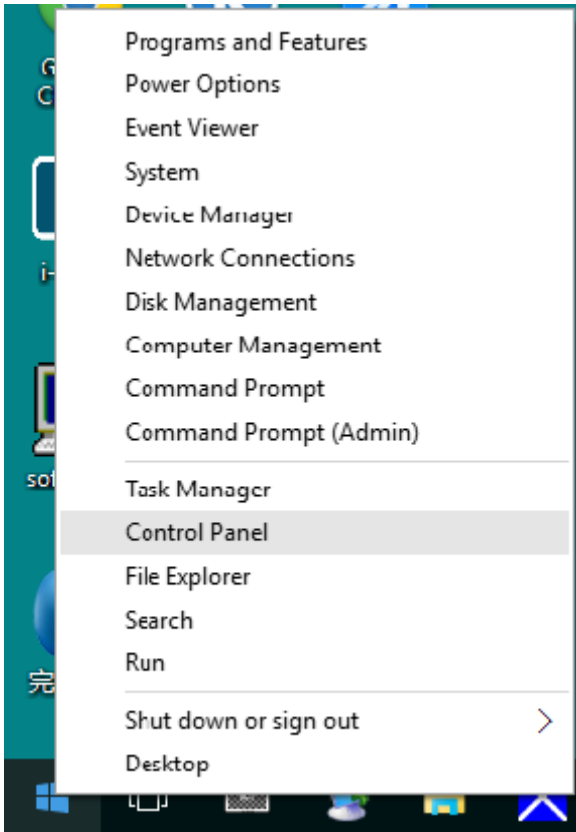 Programs and Features
Power Options
Event Viewer
System
Device Manager
Network Connections
Disk Management
Computer Management
Command Prompt
Command Prompt (Admin)
Task Manager
Control Panel
File Explorer
Search
Run
Shut down or sign out
Desktop